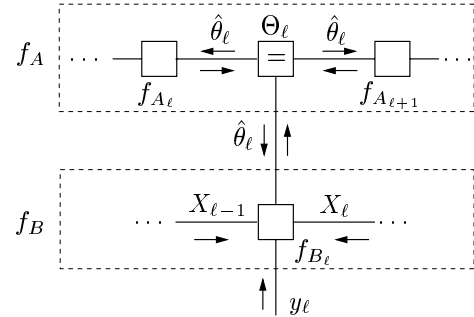 θ̂_ℓ Θ_ℓ θ̂_ℓ
f_A ... = ...
f_{A_ℓ} f_{A_{ℓ+1}}
θ̂_ℓ
X_{ℓ−1} X_ℓ
f_B ... ...
f_{B_ℓ}
y_ℓ